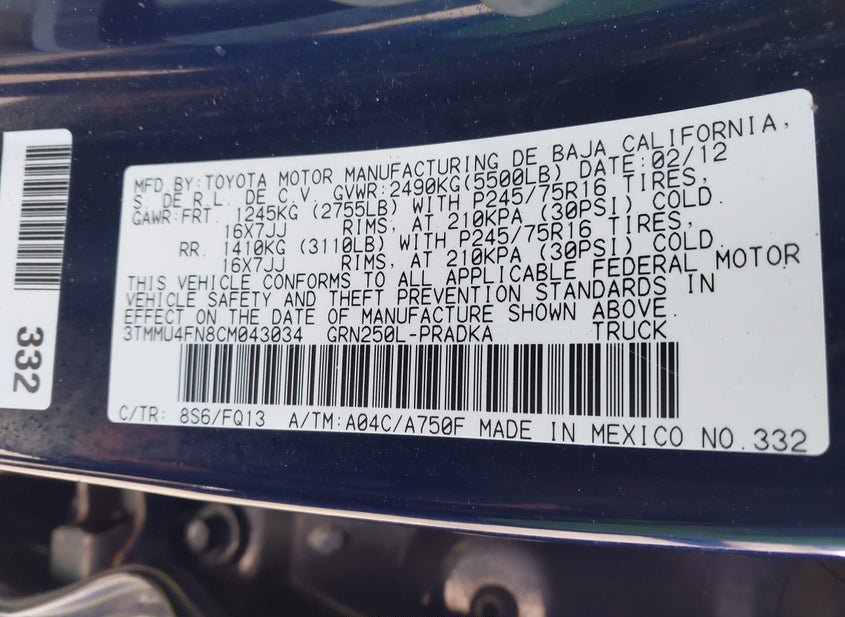 MFD BY:TOYOTA MOTOR MANUFACTURING DE BAJA CALIFORNIA,
S. DE R.L. DE C.V. GVWR:2490KG(5500LB) DATE:02/12
GAWR:FRT. 1245KG (2755LB) WITH P245/75R16 TIRES,
16X7JJ RIMS, AT 210KPA (30PSI) COLD.
RR. 1410KG (3110LB) WITH P245/75R16 TIRES,
16X7JJ RIMS, AT 210KPA (30PSI) COLD.
THIS VEHICLE CONFORMS TO ALL APPLICABLE FEDERAL MOTOR
VEHICLE SAFETY AND THEFT PREVENTION STANDARDS IN
EFFECT ON THE DATE OF MANUFACTURE SHOWN ABOVE.
3TMMU4FN8CM043034 GRN250L-PRADKA TRUCK
C/TR: 8S6/FQ13 A/TM:A04C/A750F MADE IN MEXICO NO.332
332